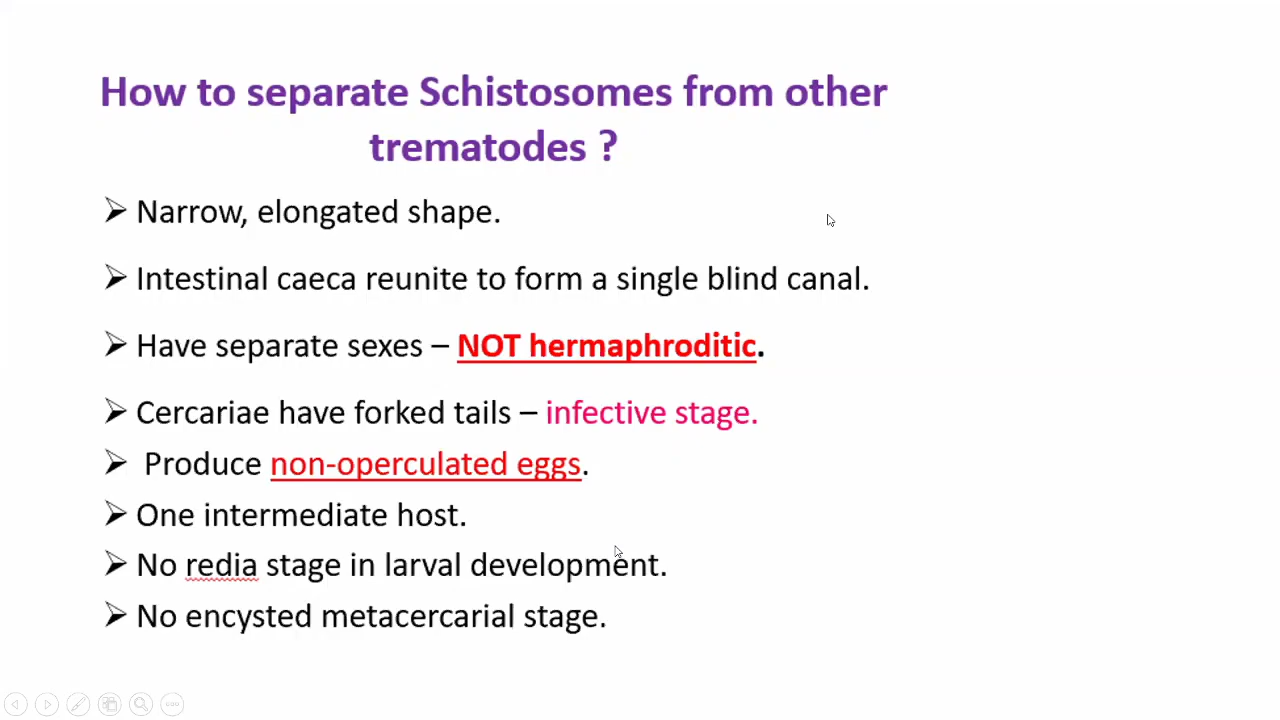 How to separate Schistosomes from other
trematodes ?
Narrow, elongated shape.
Intestinal caeca reunite to form a single blind canal.
Have separate sexes – NOT hermaphroditic.
Cercariae have forked tails – infective stage.
Produce non-operculated eggs.
One intermediate host.
No redia stage in larval development.
No encysted metacercarial stage.